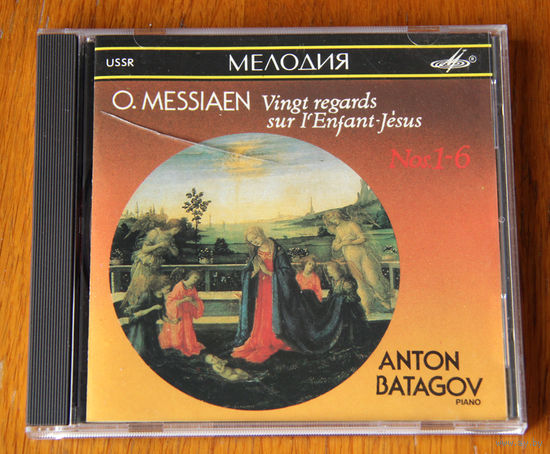 USSR
МЕЛОДИЯ
O. MESSIAEN Vingt regards
sur l'Enfant-Jésus
Nos 1-6
ANTON
BATAGOV
PIANO